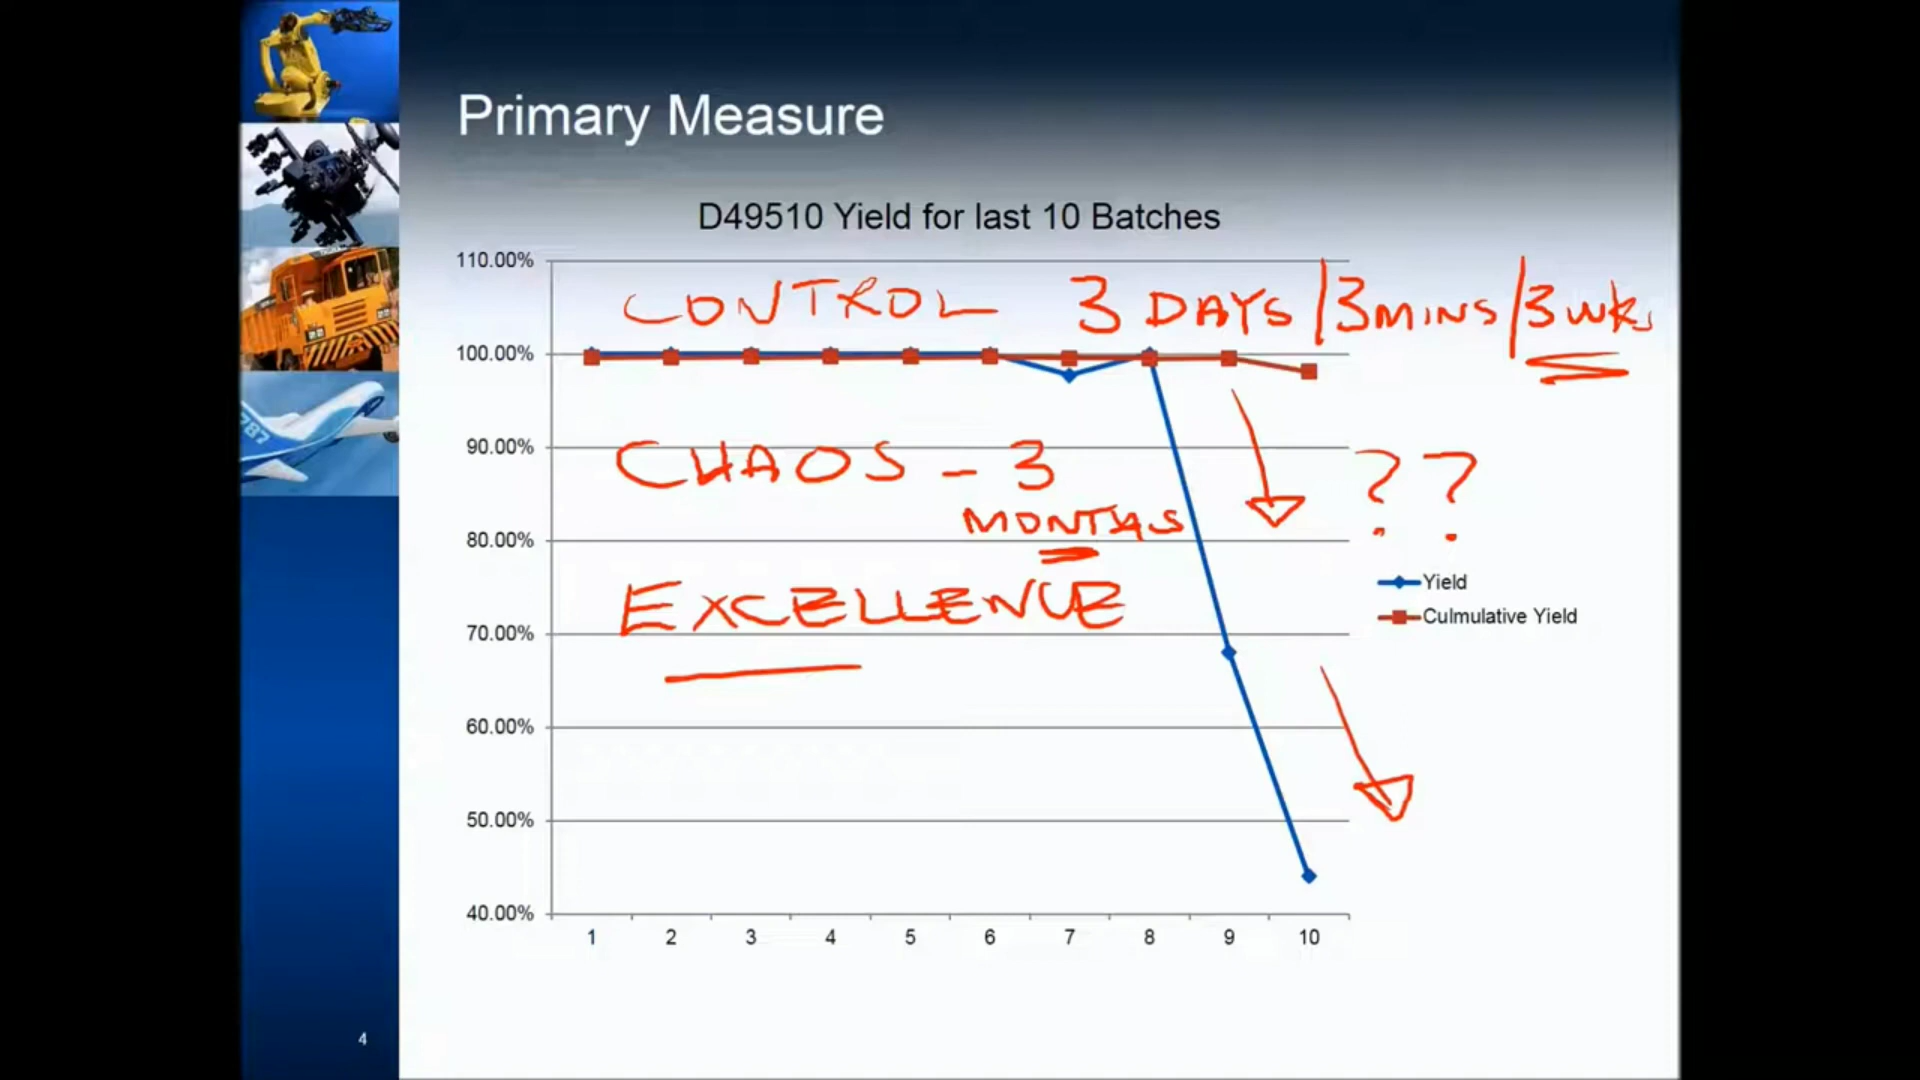 Primary Measure
D49510 Yield for last 10 Batches
110.00%
CONTROL 3 DAYS / 3 MINS / 3 WKS
100.00%
90.00%
CHAOS - 3
MONTHS
? ?
80.00%
Yield
EXCELLENCE
Culmulative Yield
70.00%
60.00%
50.00%
40.00%
1 2 3 4 5 6 7 8 9 10
787
4